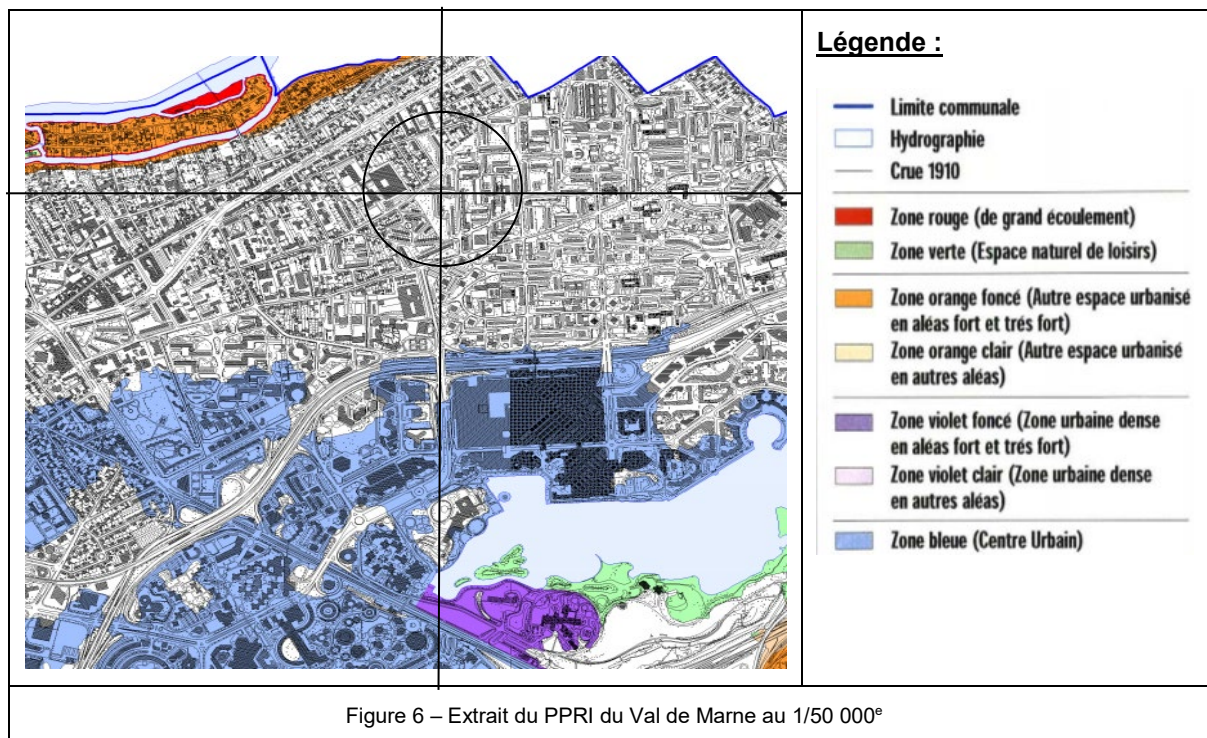 Légende :
Limite communale
Hydrographie
Crue 1910
Zone rouge (de grand écoulement)
Zone verte (Espace naturel de loisirs)
Zone orange foncé (Autre espace urbanisé
en aléas fort et trés fort)
Zone orange clair (Autre espace urbanisé
en autres aléas)
Zone violet foncé (Zone urbaine dense
en aléas fort et trés fort)
Zone violet clair (Zone urbaine dense
en autres aléas)
Zone bleue (Centre Urbain)
Figure 6 – Extrait du PPRI du Val de Marne au 1/50 000e